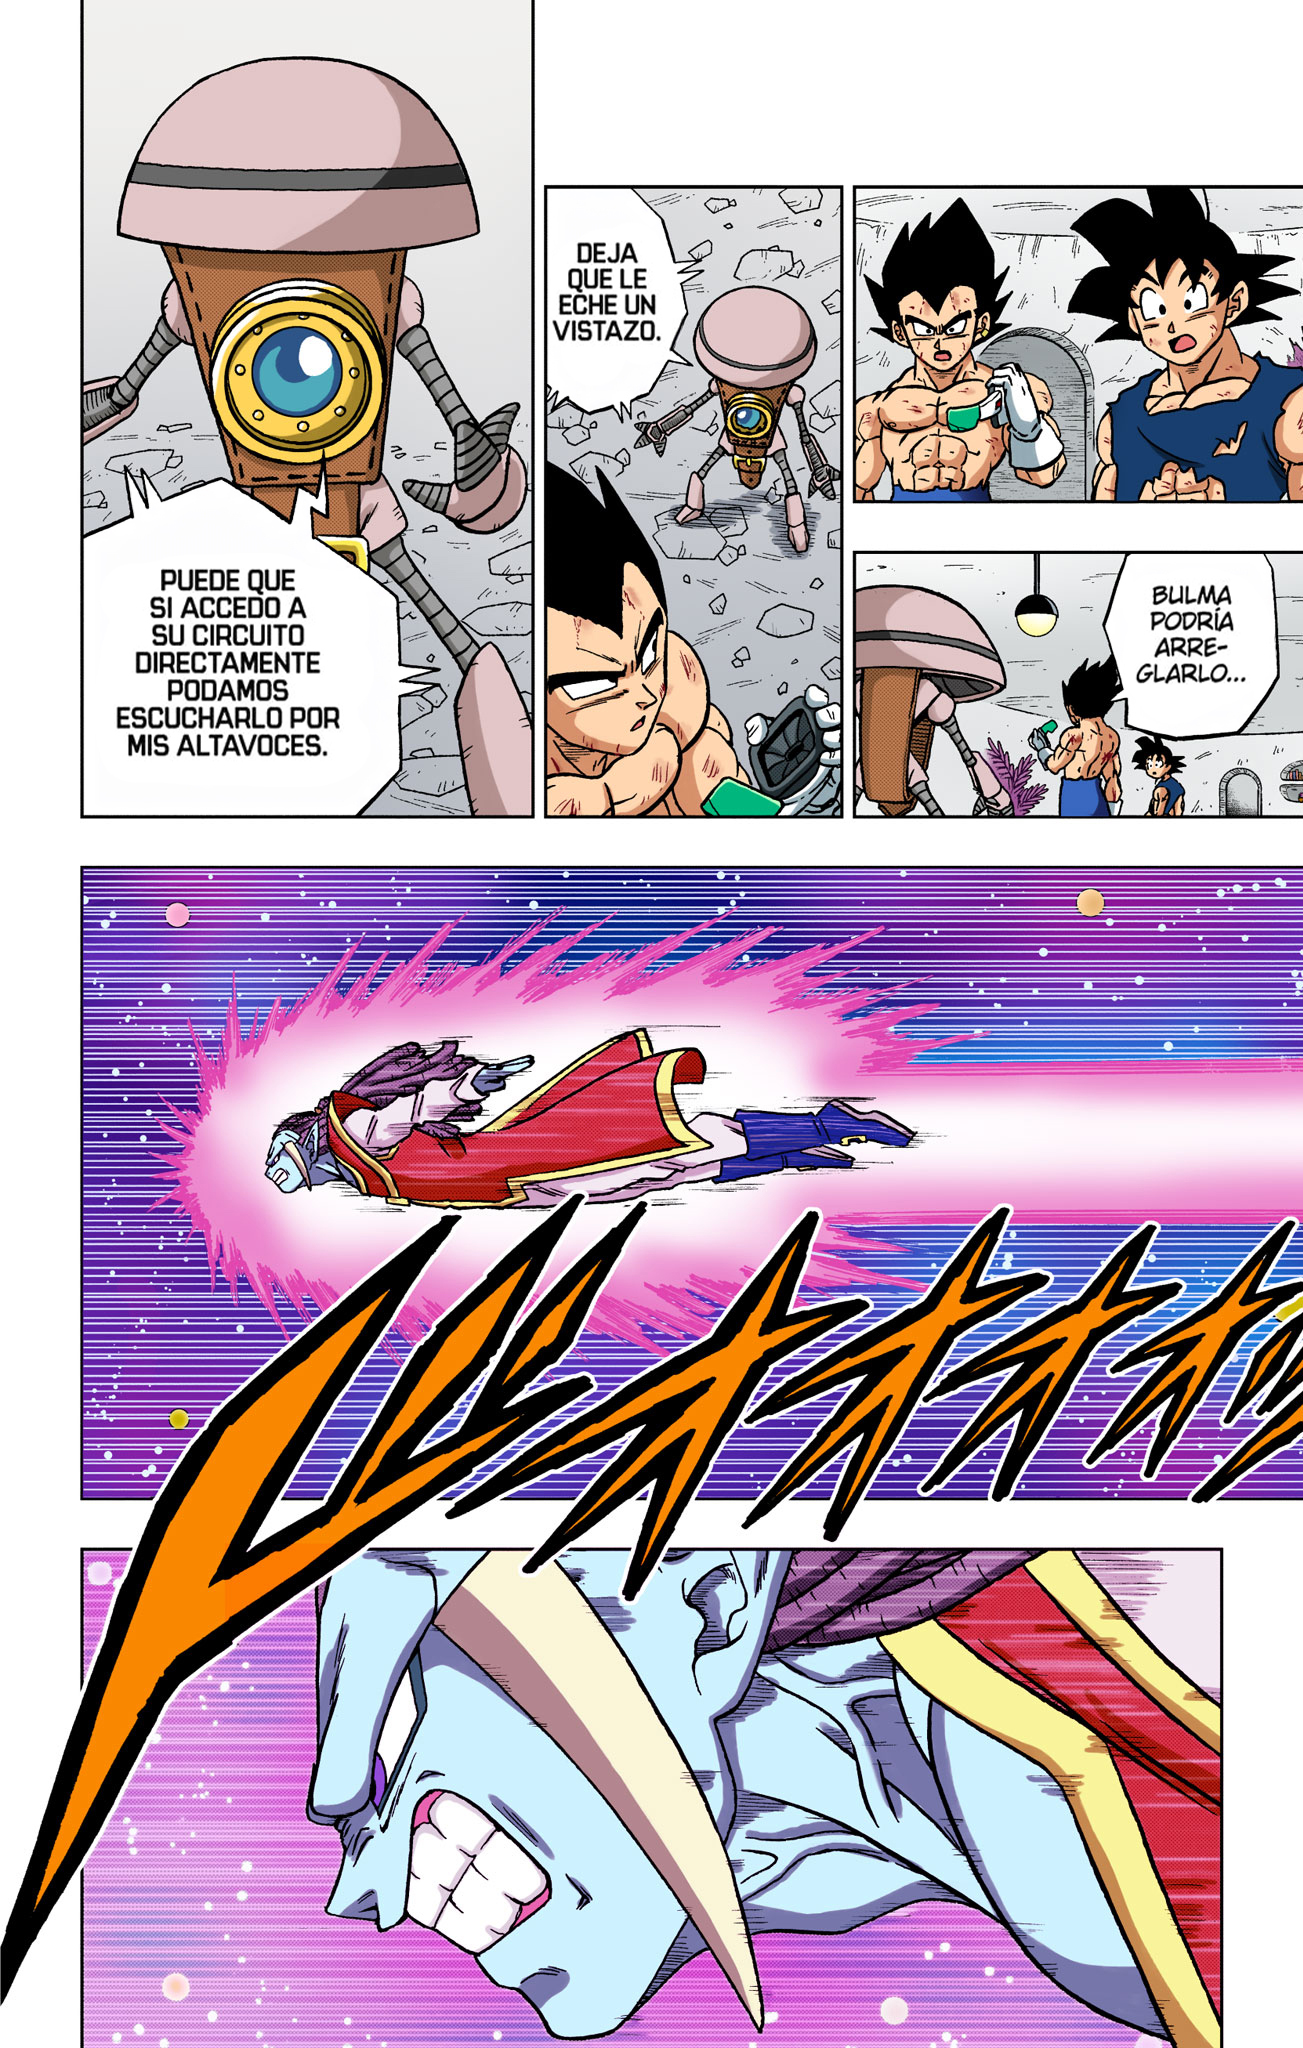 BULMA
PODRÍA
ARRE-
GLARLO...
DEJA
QUE LE
ECHE UN
VISTAZO.
PUEDE QUE
SI ACCEDO A
SU CIRCUITO
DIRECTAMENTE
PODAMOS
ESCUCHARLO POR
MIS ALTAVOCES.